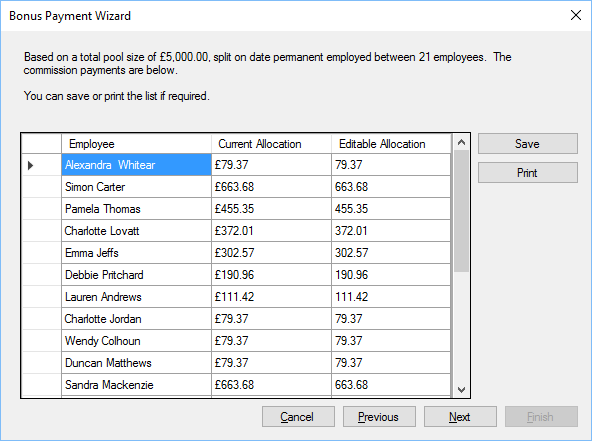 Bonus Payment Wizard
Based on a total pool size of £5,000.00, split on date permanent employed between 21 employees.  The
commission payments are below.
You can save or print the list if required.
Employee Current Allocation Editable Allocation
Alexandra Whitear £79.37 79.37
Simon Carter £663.68 663.68
Pamela Thomas £455.35 455.35
Charlotte Lovatt £372.01 372.01
Emma Jeffs £302.57 302.57
Debbie Pritchard £190.96 190.96
Lauren Andrews £111.42 111.42
Charlotte Jordan £79.37 79.37
Wendy Colhoun £79.37 79.37
Duncan Matthews £79.37 79.37
Sandra Mackenzie £663.68 663.68
Save
Print
Cancel Previous Next Finish